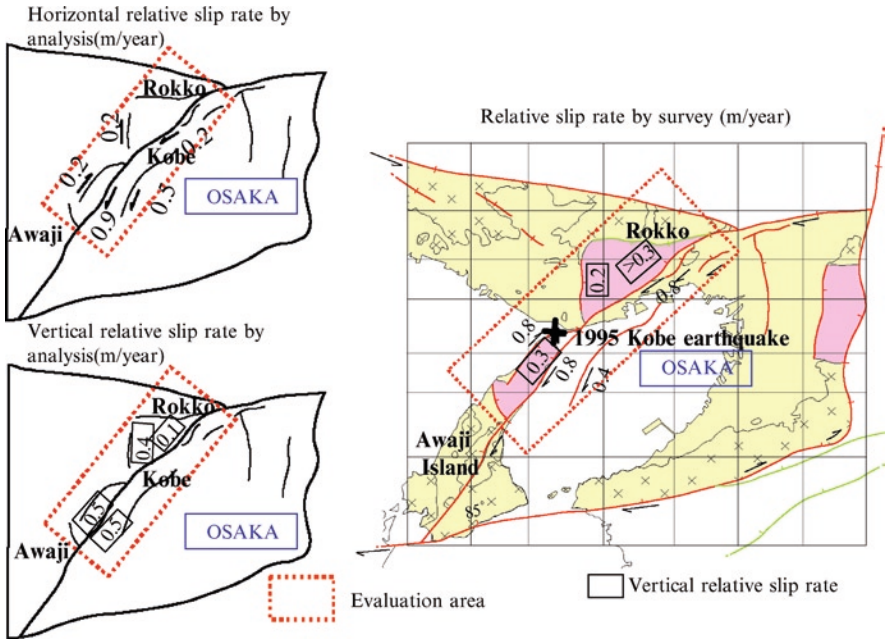 Horizontal relative slip rate by
analysis(m/year)
Rokko
0.2
0.2
Kobe
0.2
OSAKA
0.5
0.9
Awaji
Vertical relative slip rate by
analysis(m/year)
Rokko
0.4
0.1
Kobe
0.5
0.5
OSAKA
Awaji
Evaluation area
Relative slip rate by survey (m/year)
Rokko
>0.3
0.2
0.8
0.8
1995 Kobe earthquake
0.3
0.8
0.4
OSAKA
Awaji
Island
85°
Vertical relative slip rate